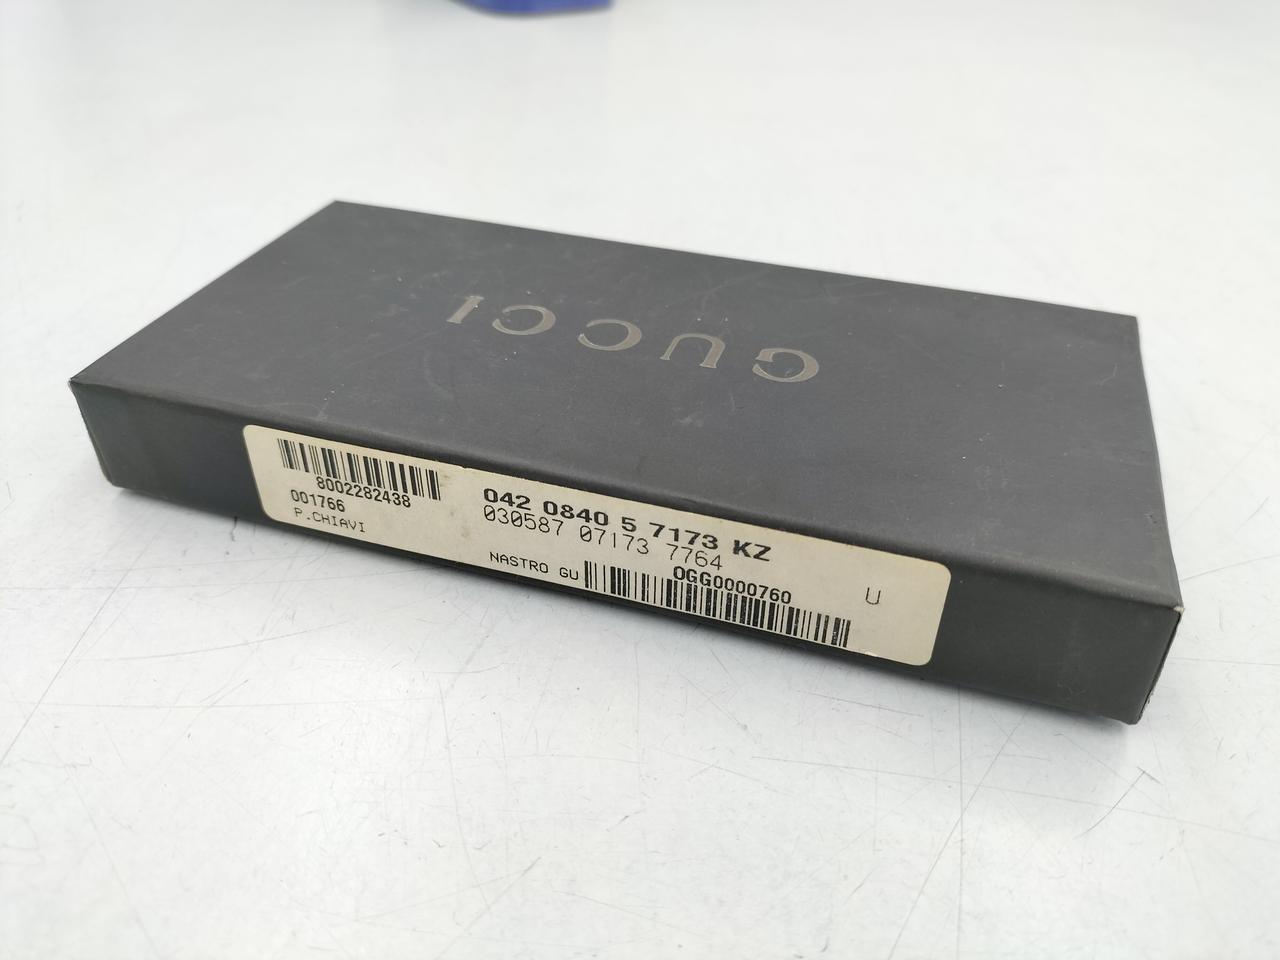 GUCCI
8002282438
001766
P.CHIAVI
042 0840 5 7173 KZ
030587 07173 7764
NASTRO GU
OGG0000760
U